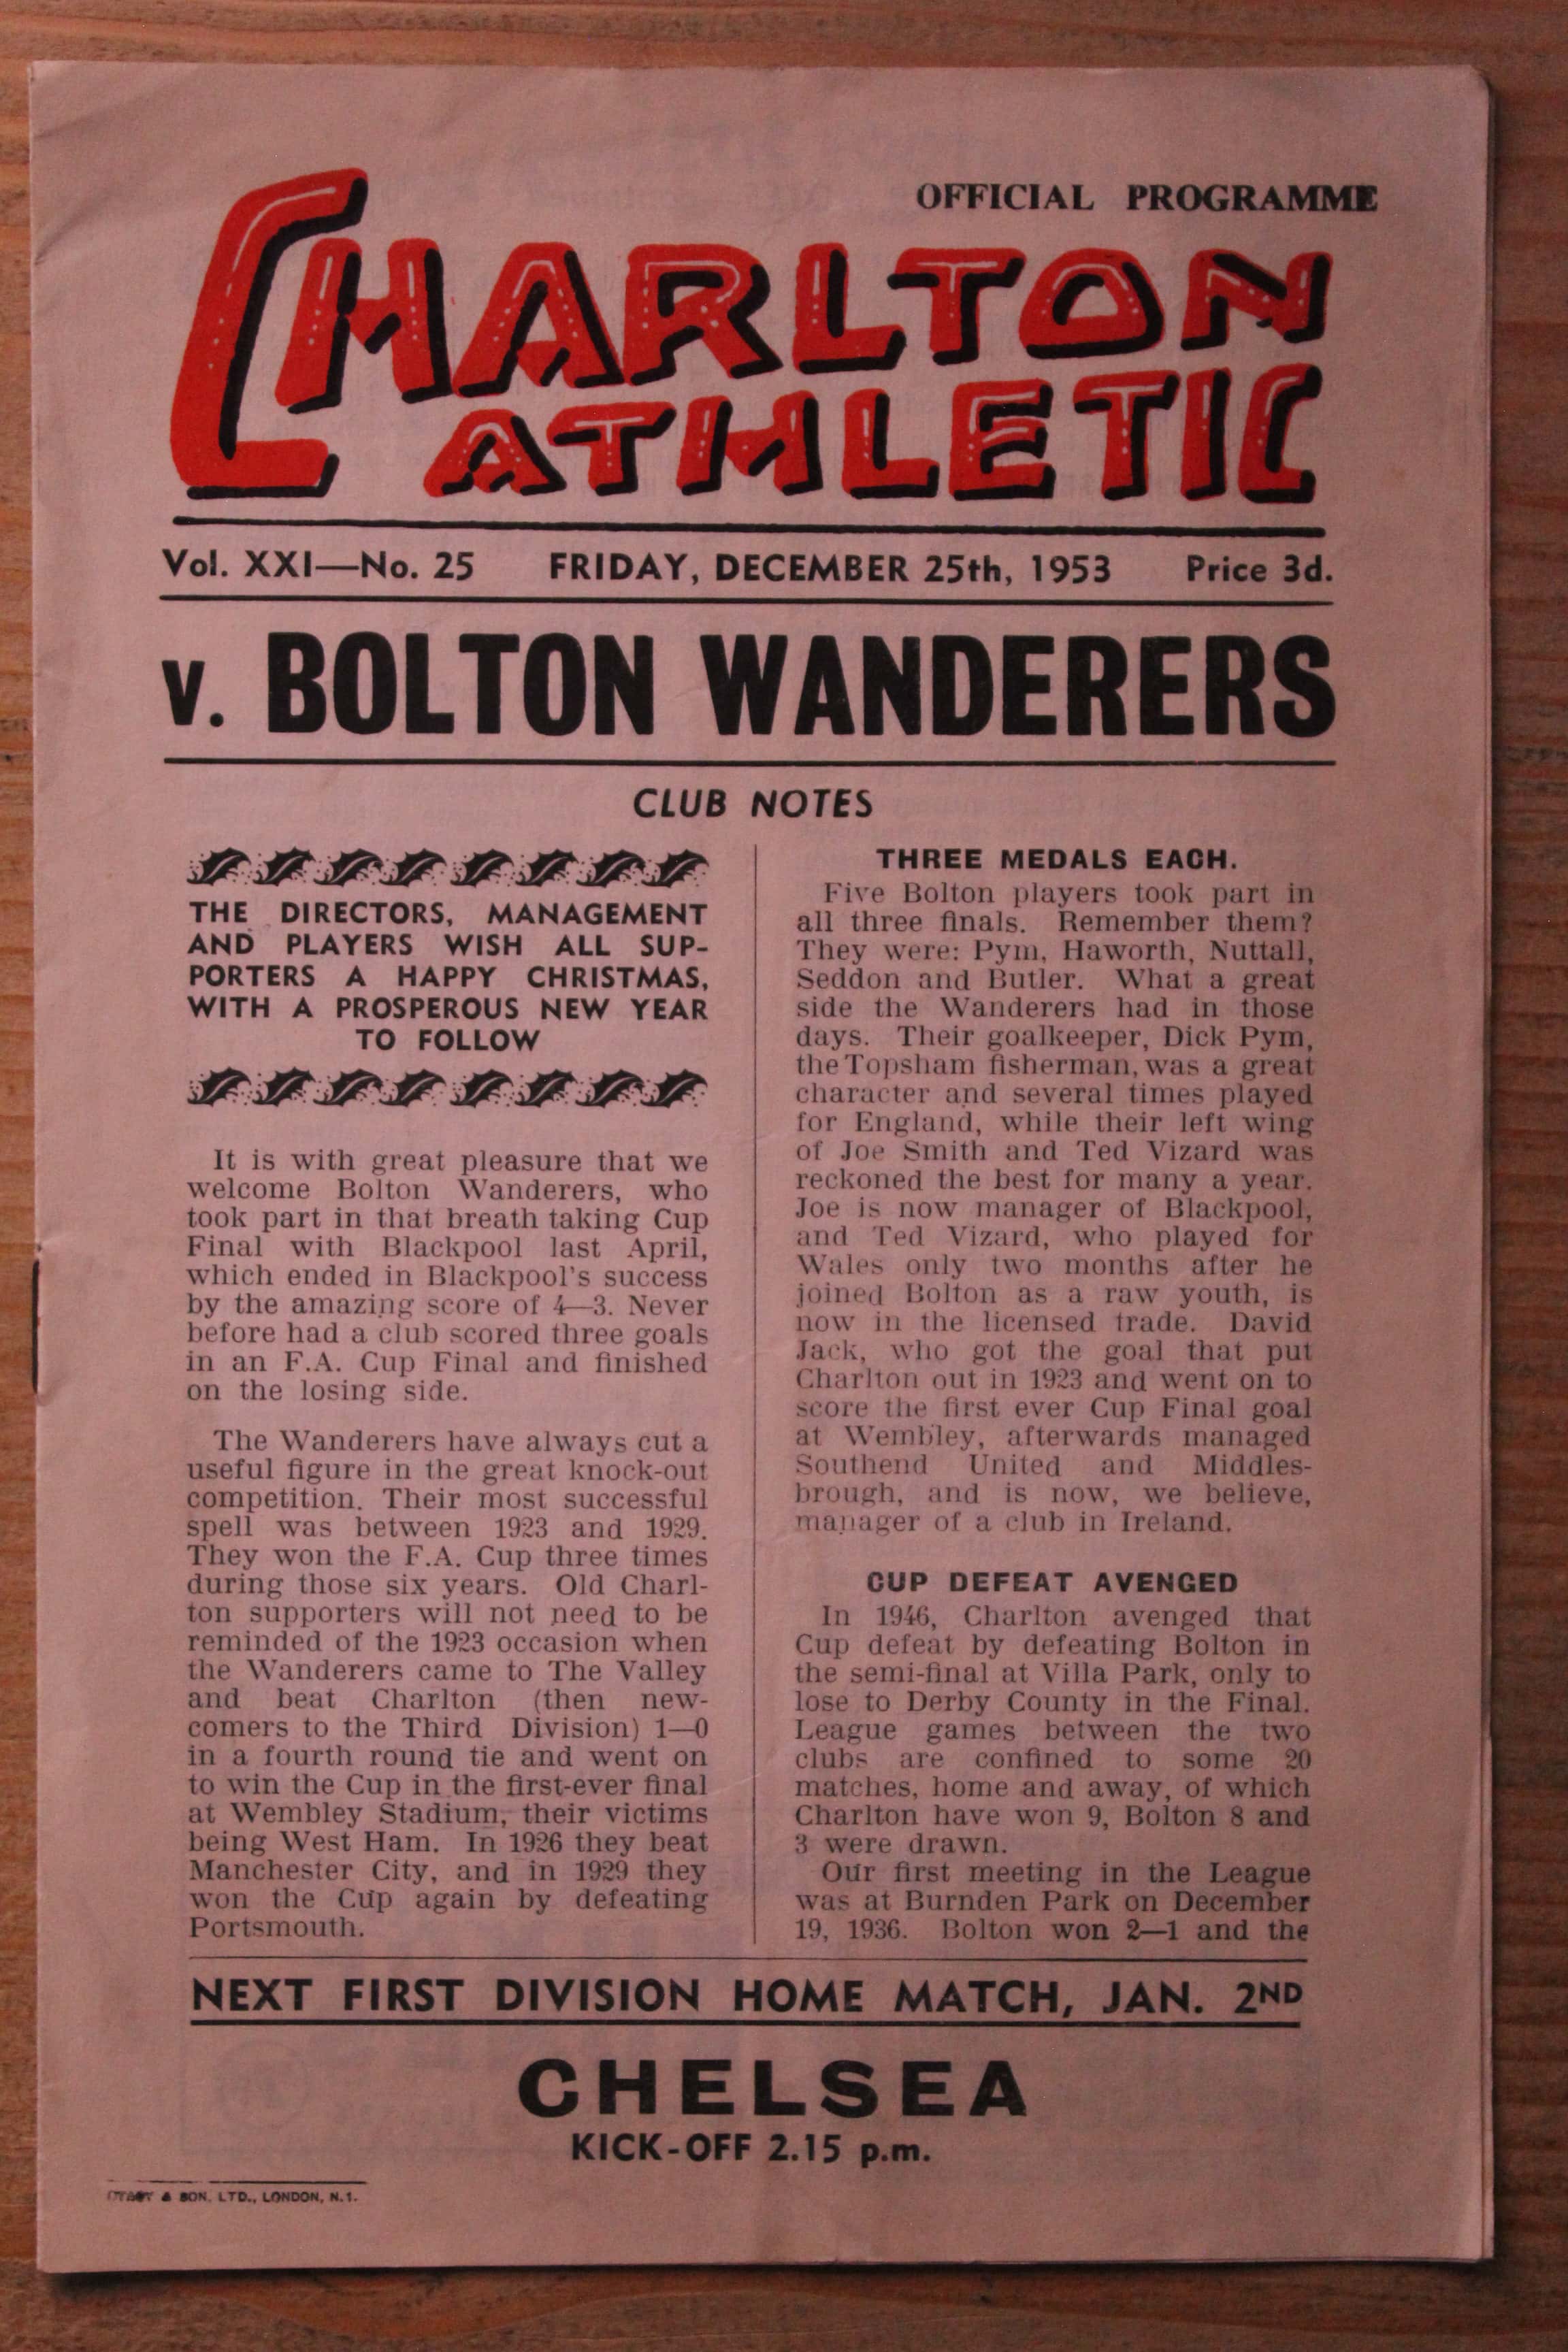 OFFICIAL PROGRAMME
CHARLTON
ATHLETIC
Vol. XXI—No. 25 FRIDAY, DECEMBER 25th, 1953 Price 3d.
v. BOLTON WANDERERS
CLUB NOTES
THE DIRECTORS, MANAGEMENT
AND PLAYERS WISH ALL SUP-
PORTERS A HAPPY CHRISTMAS,
WITH A PROSPEROUS NEW YEAR
TO FOLLOW
It is with great pleasure that we
welcome Bolton Wanderers, who
took part in that breath taking Cup
Final with Blackpool last April,
which ended in Blackpool's success
by the amazing score of 4—3. Never
before had a club scored three goals
in an F.A. Cup Final and finished
on the losing side.
The Wanderers have always cut a
useful figure in the great knock-out
competition. Their most successful
spell was between 1923 and 1929.
They won the F.A. Cup three times
during those six years. Old Charl-
ton supporters will not need to be
reminded of the 1923 occasion when
the Wanderers came to The Valley
and beat Charlton (then new-
comers to the Third Division) 1—0
in a fourth round tie and went on
to win the Cup in the first-ever final
at Wembley Stadium, their victims
being West Ham. In 1926 they beat
Manchester City, and in 1929 they
won the Cup again by defeating
Portsmouth.
THREE MEDALS EACH.
Five Bolton players took part in
all three finals. Remember them?
They were: Pym, Haworth, Nuttall,
Seddon and Butler. What a great
side the Wanderers had in those
days. Their goalkeeper, Dick Pym,
the Topsham fisherman, was a great
character and several times played
for England, while their left wing
of Joe Smith and Ted Vizard was
reckoned the best for many a year.
Joe is now manager of Blackpool,
and Ted Vizard, who played for
Wales only two months after he
joined Bolton as a raw youth, is
now in the licensed trade. David
Jack, who got the goal that put
Charlton out in 1923 and went on to
score the first ever Cup Final goal
at Wembley, afterwards managed
Southend United and Middles-
brough, and is now, we believe,
manager of a club in Ireland.
CUP DEFEAT AVENGED
In 1946, Charlton avenged that
Cup defeat by defeating Bolton in
the semi-final at Villa Park, only to
lose to Derby County in the Final.
League games between the two
clubs are confined to some 20
matches, home and away, of which
Charlton have won 9, Bolton 8 and
3 were drawn.
Our first meeting in the League
was at Burnden Park on December
19, 1936. Bolton won 2—1 and the
NEXT FIRST DIVISION HOME MATCH, JAN. 2ND
CHELSEA
KICK-OFF 2.15 p.m.
& SON, LTD., LONDON, N.1.